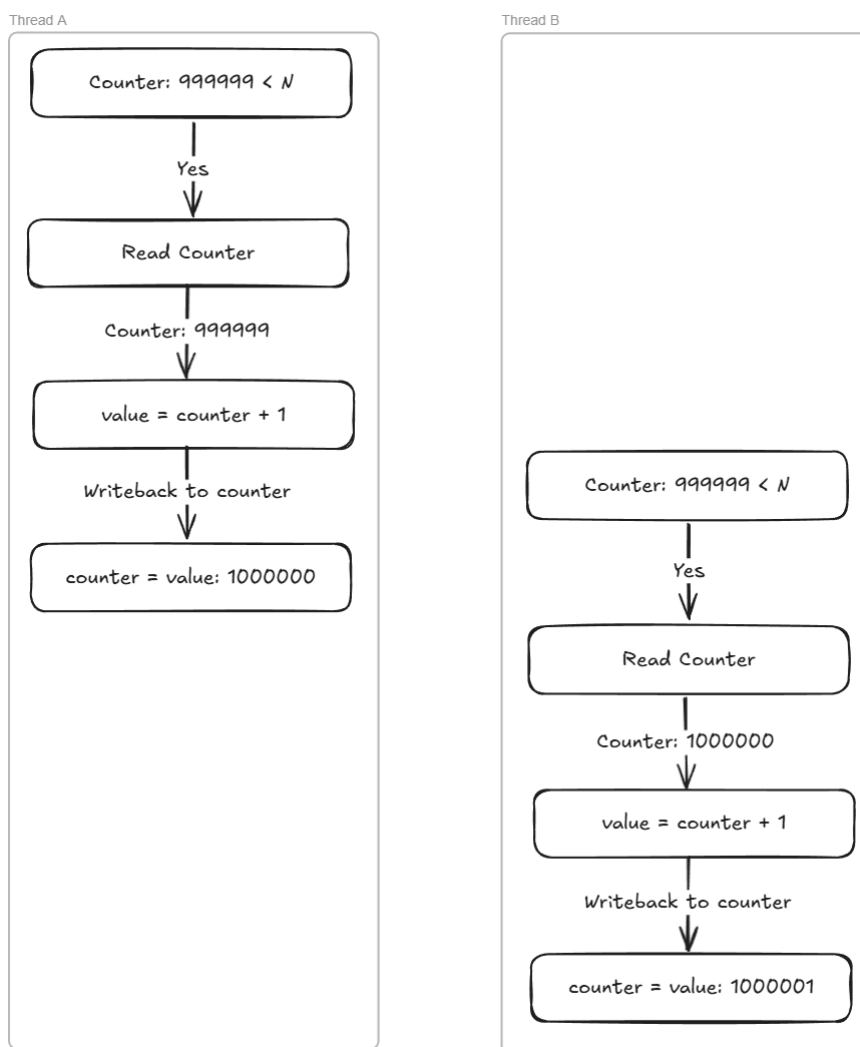 Thread A
Counter: 999999 < N
Yes
Read Counter
Counter: 999999
value = counter + 1
Writeback to counter
counter = value: 1000000
Thread B
Counter: 999999 < N
Yes
Read Counter
Counter: 1000000
value = counter + 1
Writeback to counter
counter = value: 1000001